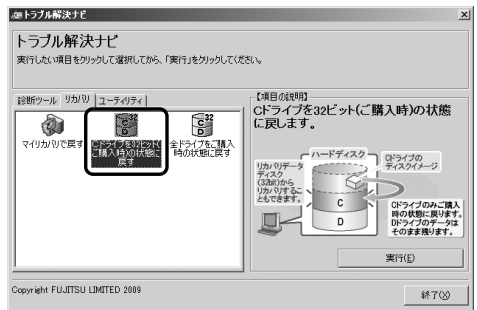 トラブル解決ナビ
トラブル解決ナビ
実行したい項目をクリックして選択してから、「実行」をクリックしてください。
診断ツール
リカバリ
ユーティリティ
マイリカバリで戻す
Cドライブを32ビット(ご購入時)の状態に戻す
全ドライブをご購入時の状態に戻す
【項目の説明】
Cドライブを32ビット(ご購入時)の状態
に戻します。
リカバリデータ
ディスク
(32bit)から
リカバリするこ
ともできます。
ハードディスク
Cドライブの
ディスクイメージ
C
D
Cドライブのみご購入
時の状態に戻ります。
Dドライブのデータは
そのまま残ります。
実行(E)
Copyright FUJITSU LIMITED 2009
終了(X)